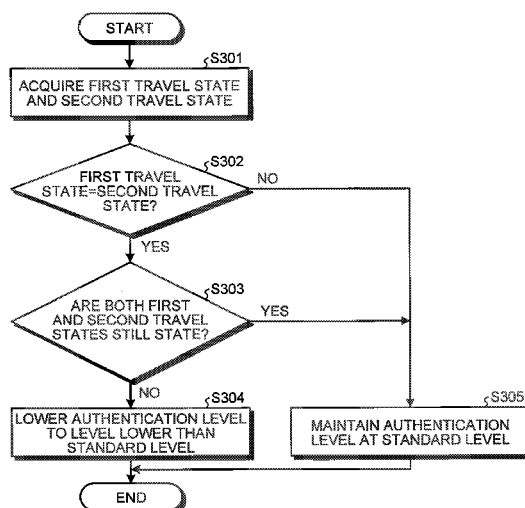 START
S301
ACQUIRE FIRST TRAVEL STATE
AND SECOND TRAVEL STATE
S302
FIRST TRAVEL
STATE=SECOND TRAVEL
STATE?
NO
YES
S303
ARE BOTH FIRST
AND SECOND TRAVEL
STATES STILL STATE?
YES
NO
S304
LOWER AUTHENTICATION LEVEL
TO LEVEL LOWER THAN
STANDARD LEVEL
S305
MAINTAIN AUTHENTICATION
LEVEL AT STANDARD LEVEL
END